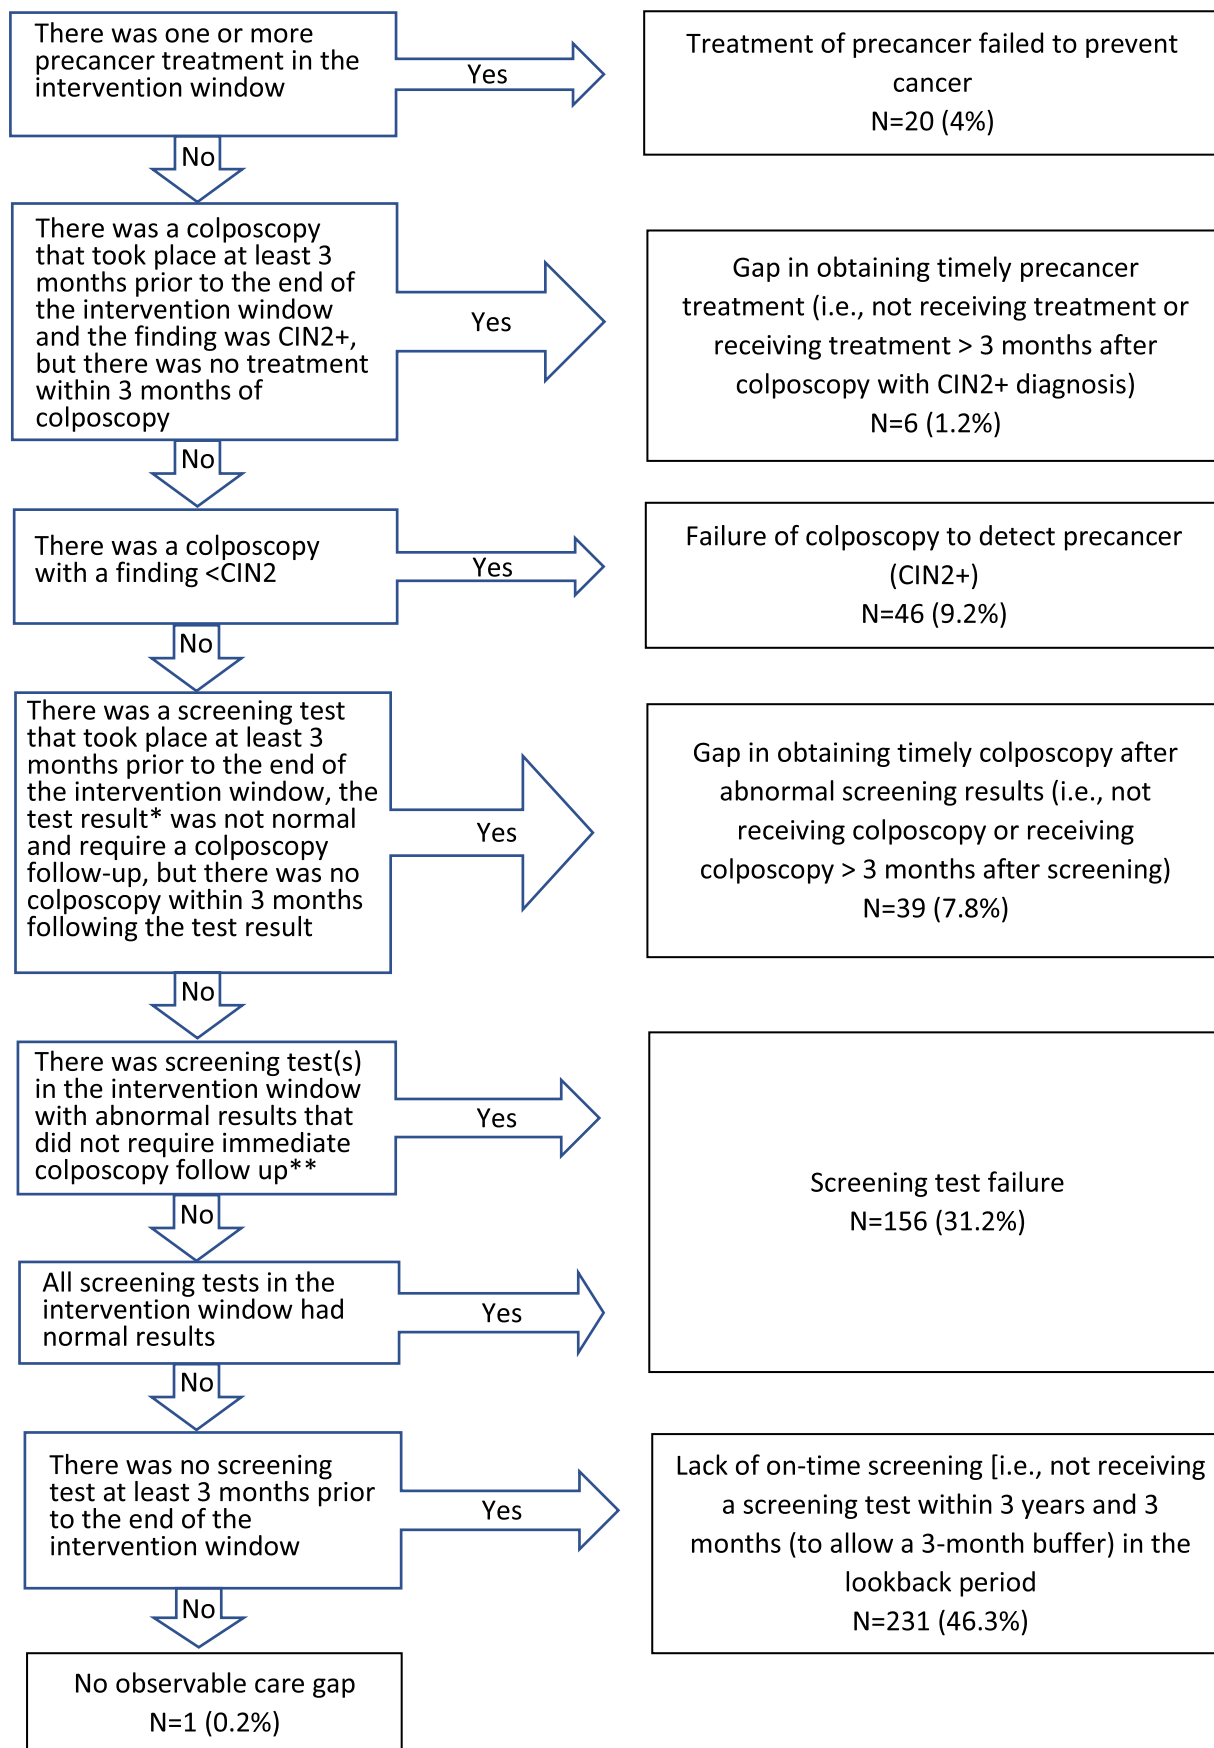 There was one or more
precancer treatment in the
intervention window
Yes
Treatment of precancer failed to prevent
cancer
N=20 (4%)
No
There was a colposcopy
that took place at least 3
months prior to the end of
the intervention window
and the finding was CIN2+,
but there was no treatment
within 3 months of
colposcopy
Yes
Gap in obtaining timely precancer
treatment (i.e., not receiving treatment or
receiving treatment > 3 months after
colposcopy with CIN2+ diagnosis)
N=6 (1.2%)
No
There was a colposcopy
with a finding <CIN2
Yes
Failure of colposcopy to detect precancer
(CIN2+)
N=46 (9.2%)
No
There was a screening test
that took place at least 3
months prior to the end of
the intervention window, the
test result* was not normal
and require a colposcopy
follow-up, but there was no
colposcopy within 3 months
following the test result
Yes
Gap in obtaining timely colposcopy after
abnormal screening results (i.e., not
receiving colposcopy or receiving
colposcopy > 3 months after screening)
N=39 (7.8%)
No
There was screening test(s)
in the intervention window
with abnormal results that
did not require immediate
colposcopy follow up**
Yes
Screening test failure
N=156 (31.2%)
No
All screening tests in the
intervention window had
normal results
Yes
No
There was no screening
test at least 3 months prior
to the end of the
intervention window
Yes
Lack of on-time screening [i.e., not receiving
a screening test within 3 years and 3
months (to allow a 3-month buffer) in the
lookback period
N=231 (46.3%)
No
No observable care gap
N=1 (0.2%)